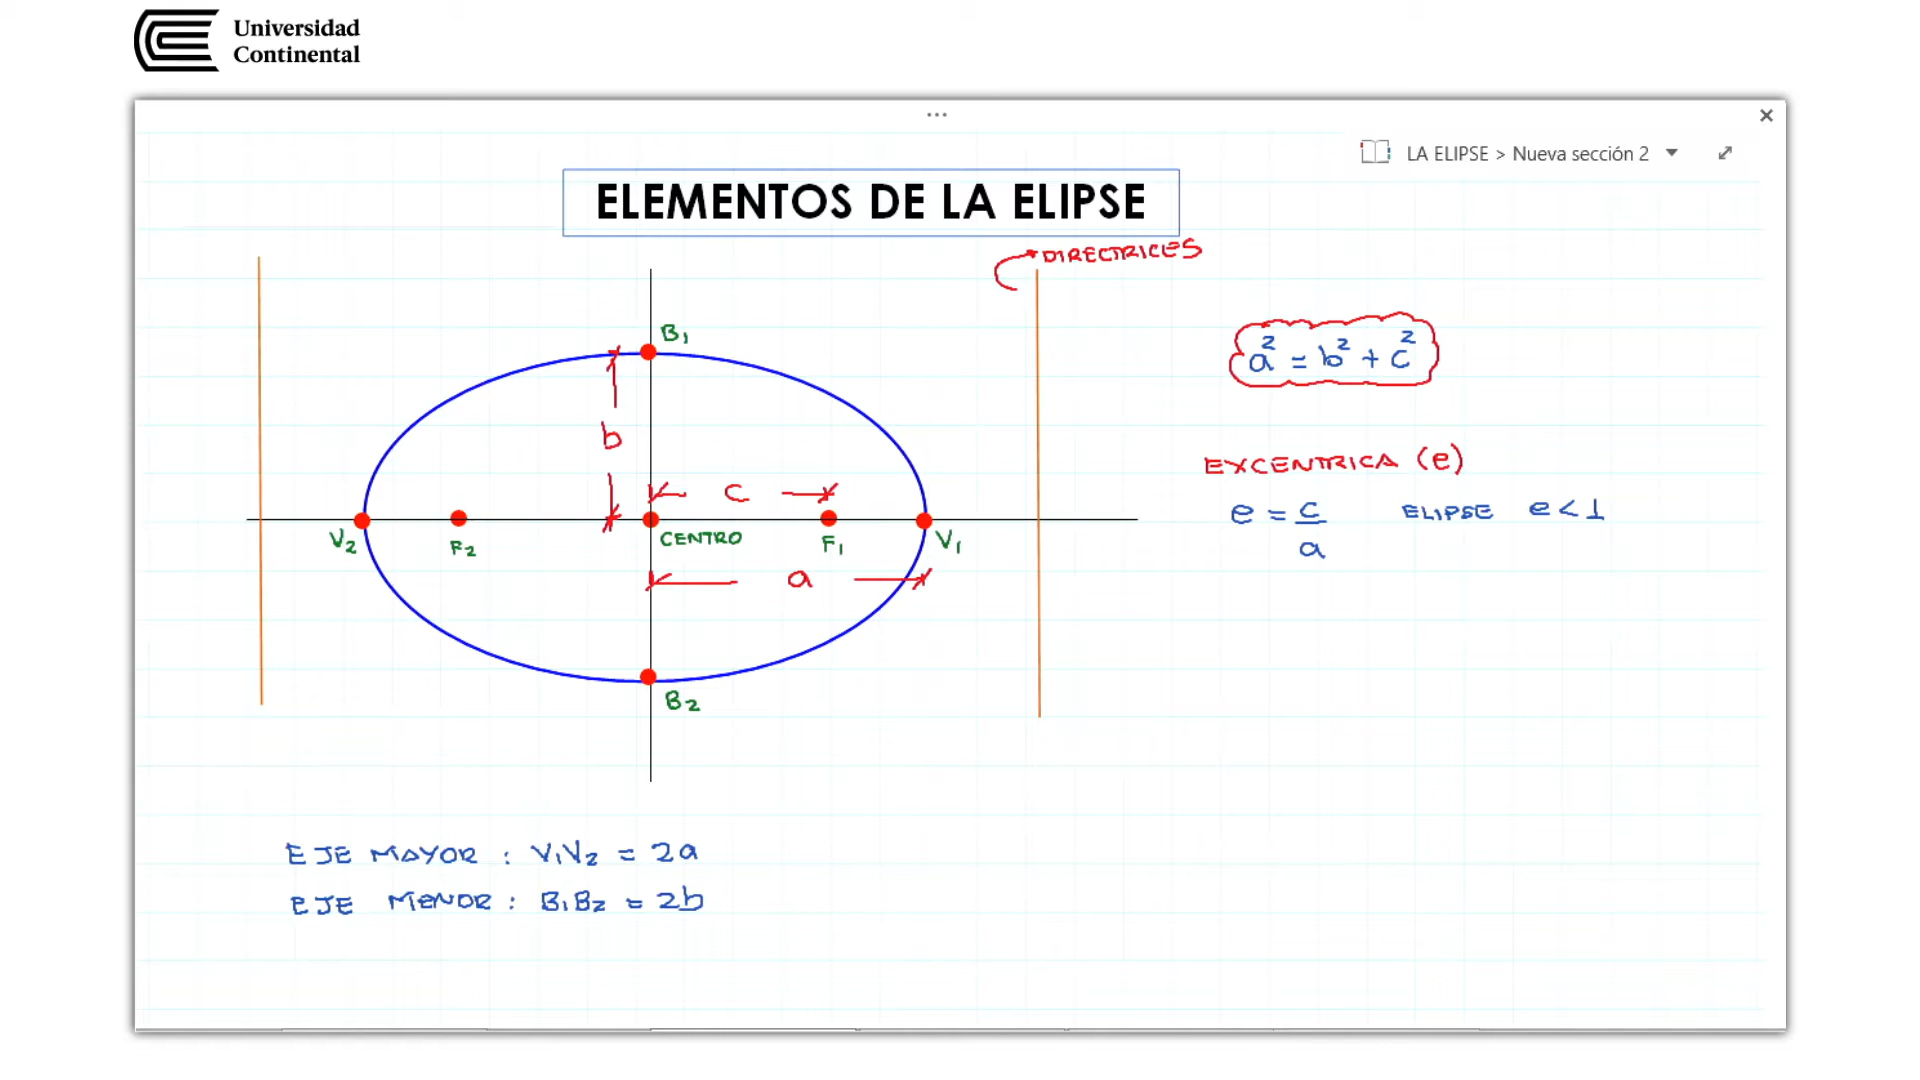 Universidad
Continental
LA ELIPSE > Nueva sección 2
ELEMENTOS DE LA ELIPSE
DIRECTRICES
B₁
a² = b² + c²
b
EXCENTRICA (e)
c
e = c/a ELIPSE e < 1
V₂ F₂ CENTRO F₁ V₁
a
B₂
EJE MAYOR : V₁V₂ = 2a
EJE MENOR : B₁B₂ = 2b